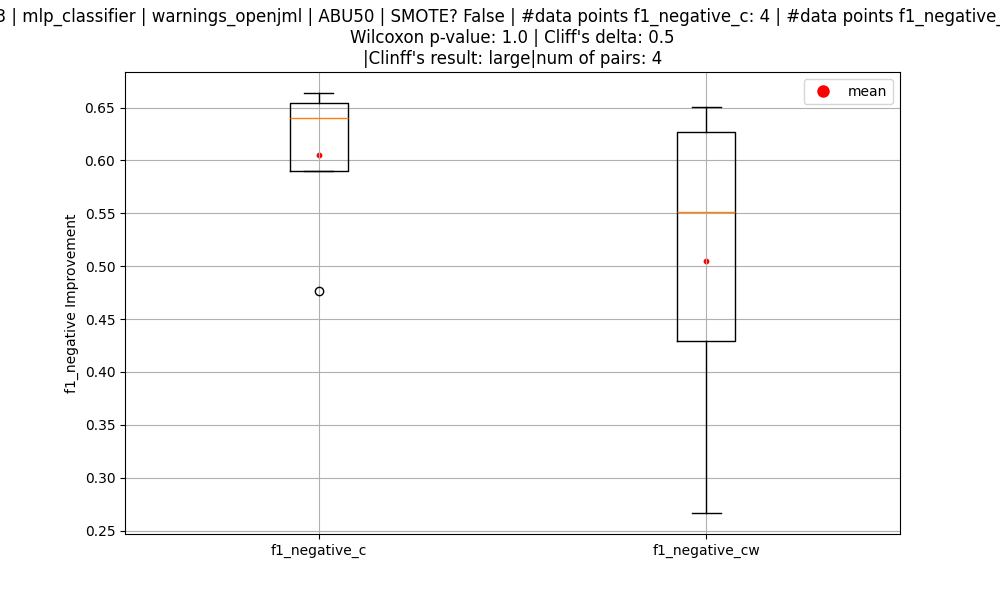 3 | mlp_classifier | warnings_openjml | ABU50 | SMOTE? False | #data points f1_negative_c: 4 | #data points f1_negative_
Wilcoxon p-value: 1.0 | Cliff's delta: 0.5
|Clinff's result: large|num of pairs: 4
mean
0.65
0.60
0.55
0.50
0.45
0.40
0.35
0.30
0.25
f1_negative Improvement
f1_negative_c
f1_negative_cw